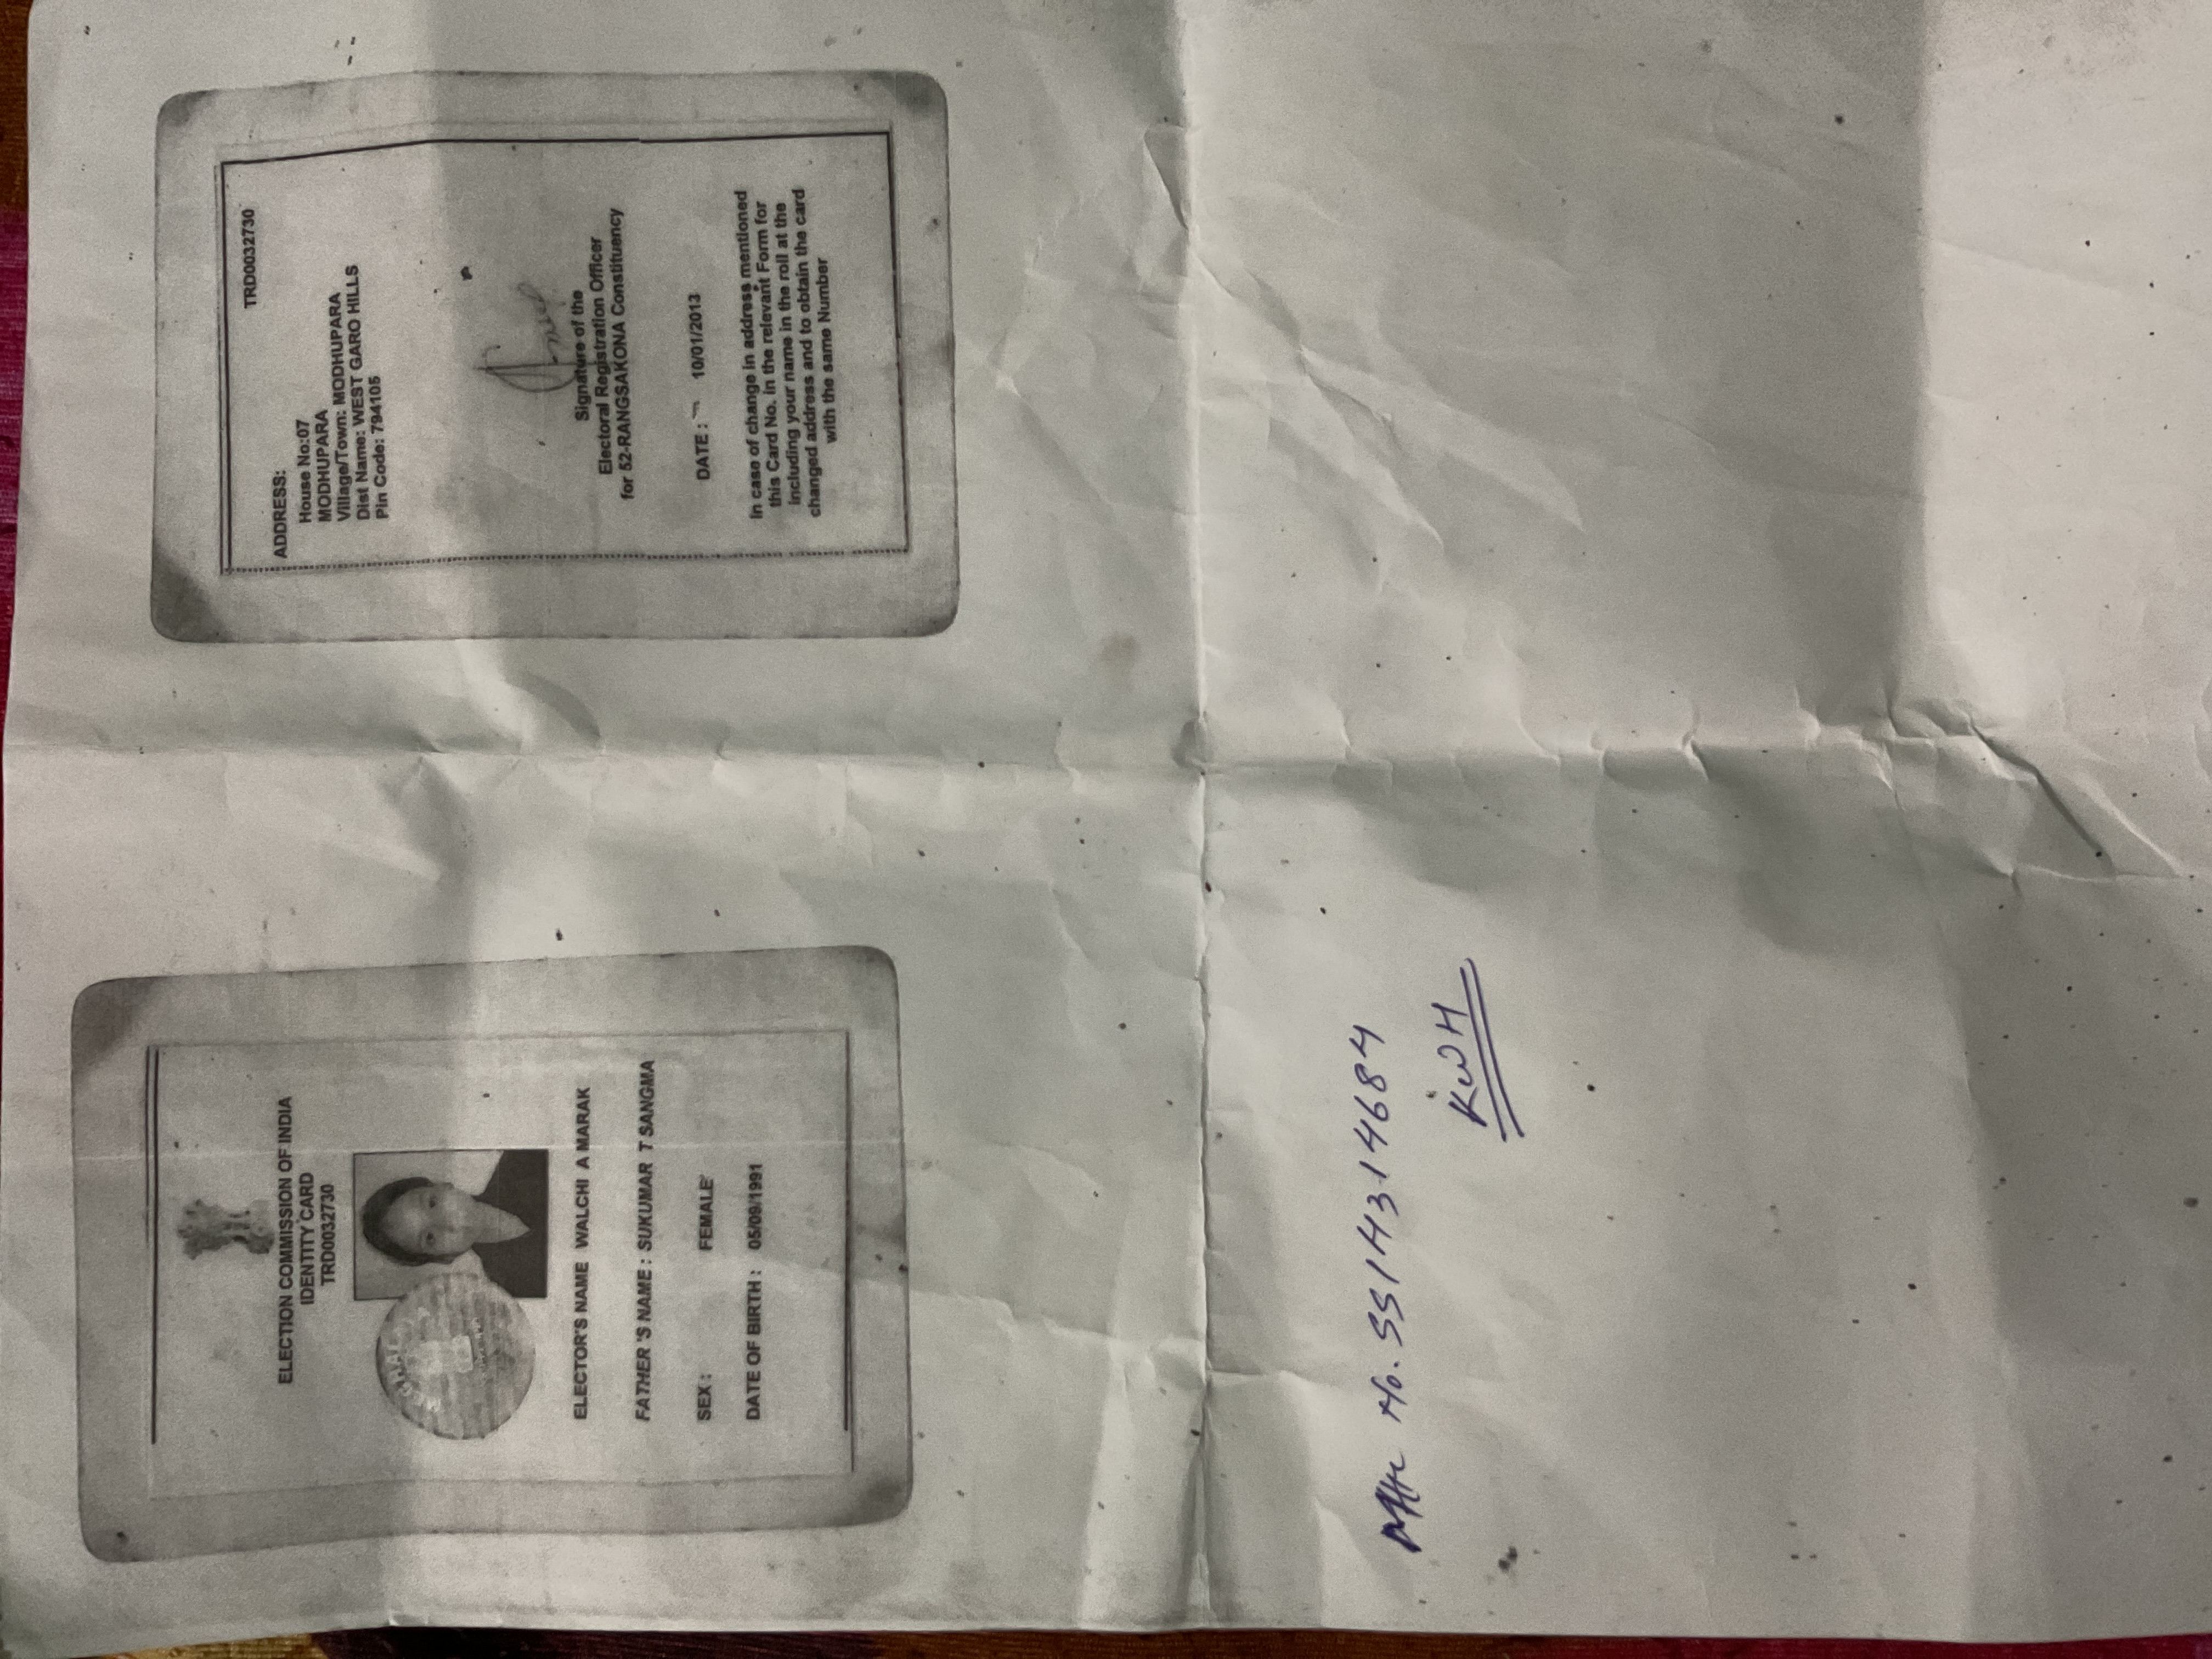 ELECTION COMMISSION OF INDIA
IDENTITY CARD
TRD0032730
ELECTOR'S NAME WALCHI A MARAK
FATHER'S NAME : SUKUMAR T SANGMA
SEX : FEMALE
DATE OF BIRTH : 05/09/1991
TRD0032730
ADDRESS:
House No:07
MODHUPARA
Village/Town: MODHUPARA
Dist Name: WEST GARO HILLS
Pin Code: 794105
Signature of the
Electoral Registration Officer
for 52-RANGSAKONA Constituency
DATE : 10/01/2013
In case of change in address mentioned
this Card No. in the relevant Form for
including your name in the roll at the
changed address and to obtain the card
with the same Number
No. SS14314684
KWH